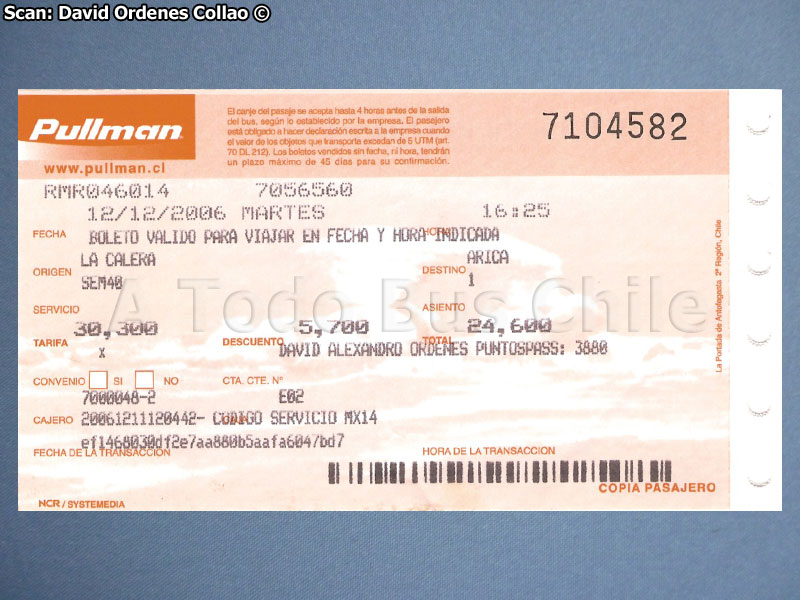 Scan: David Ordenes Collao ©
Pullman
www.pullman.cl
El canje del pasaje se acepta hasta 4 horas antes de la salida
del bus, según lo establecido por la empresa. El pasajero
está obligado a hacer declaración escrita a la empresa cuando
el valor de los objetos que transporta excedan de 5 UTM (art.
70 DL 212). Los boletos vendidos sin fecha, ni hora, tendrán
un plazo máximo de 45 días para su confirmación.
7104582
RMR046014 7056560
12/12/2006 MARTES 16:25
FECHA BOLETO VALIDO PARA VIAJAR EN FECHA Y HORA INDICADA
LA CALERA ARICA
ORIGEN DESTINO
SEM40 1
A Todo Bus Chile
SERVICIO ASIENTO
30,300 5,700 24,600
TARIFA DESCUENTO TOTAL
X DAVID ALEXANDRO ORDENES PUNTOSPASS: 3880
CONVENIO SI NO CTA. CTE. N°
7000048-2 E02
CAJERO 20061211120442- CODIGO SERVICIO MX14
ef1468030df2e7aa880b5aafa6047bd7
FECHA DE LA TRANSACCIÓN HORA DE LA TRANSACCION
COPIA PASAJERO
NCR / SYSTEMEDIA
La Portada de Antofagasta 2ª Región, Chile